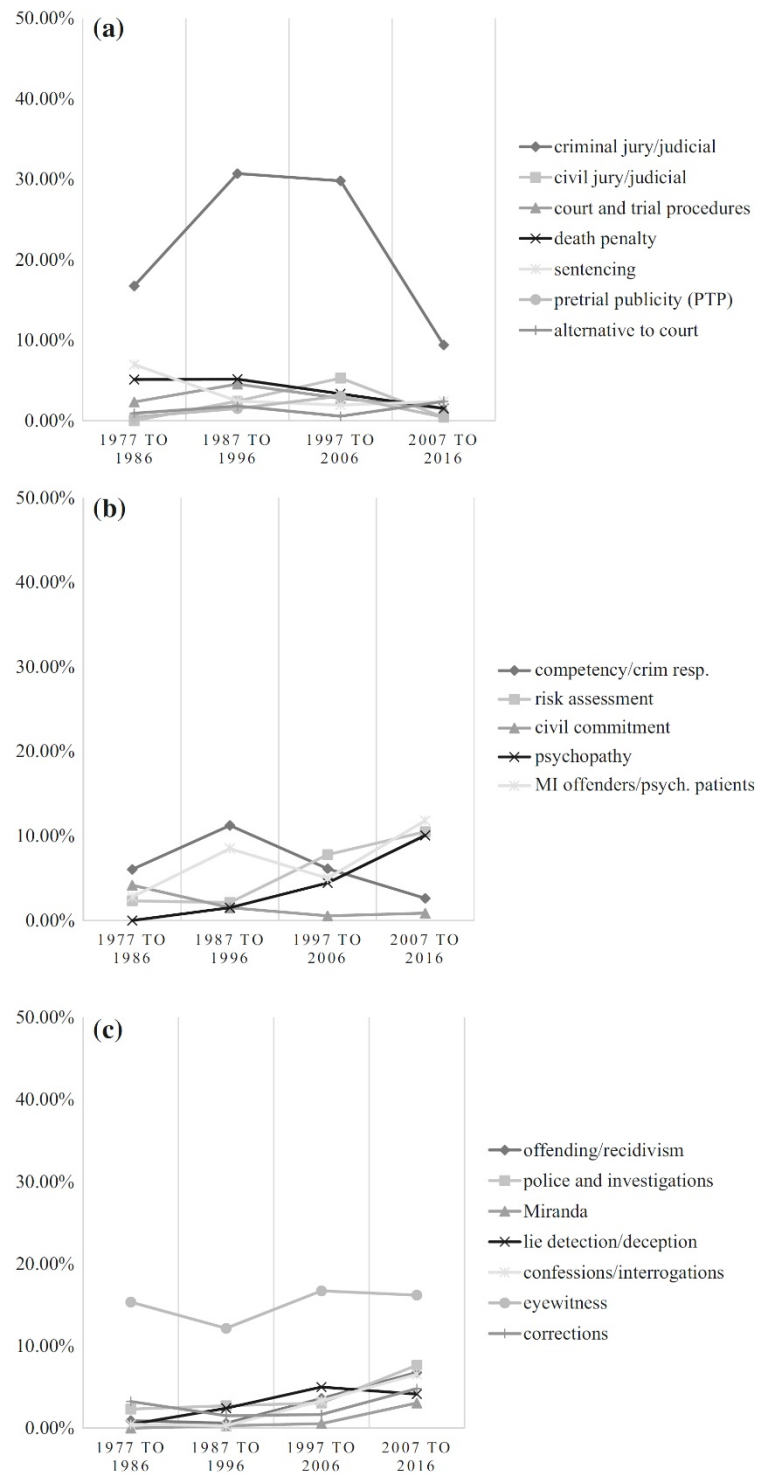 (a)
50.00%
40.00%
30.00%
20.00%
10.00%
0.00%
1977 TO 1986
1987 TO 1996
1997 TO 2006
2007 TO 2016
criminal jury/judicial
civil jury/judicial
court and trial procedures
death penalty
sentencing
pretrial publicity (PTP)
alternative to court
(b)
50.00%
40.00%
30.00%
20.00%
10.00%
0.00%
1977 TO 1986
1987 TO 1996
1997 TO 2006
2007 TO 2016
competency/crim resp.
risk assessment
civil commitment
psychopathy
MI offenders/psych. patients
(c)
50.00%
40.00%
30.00%
20.00%
10.00%
0.00%
1977 TO 1986
1987 TO 1996
1997 TO 2006
2007 TO 2016
offending/recidivism
police and investigations
Miranda
lie detection/deception
confessions/interrogations
eyewitness
corrections